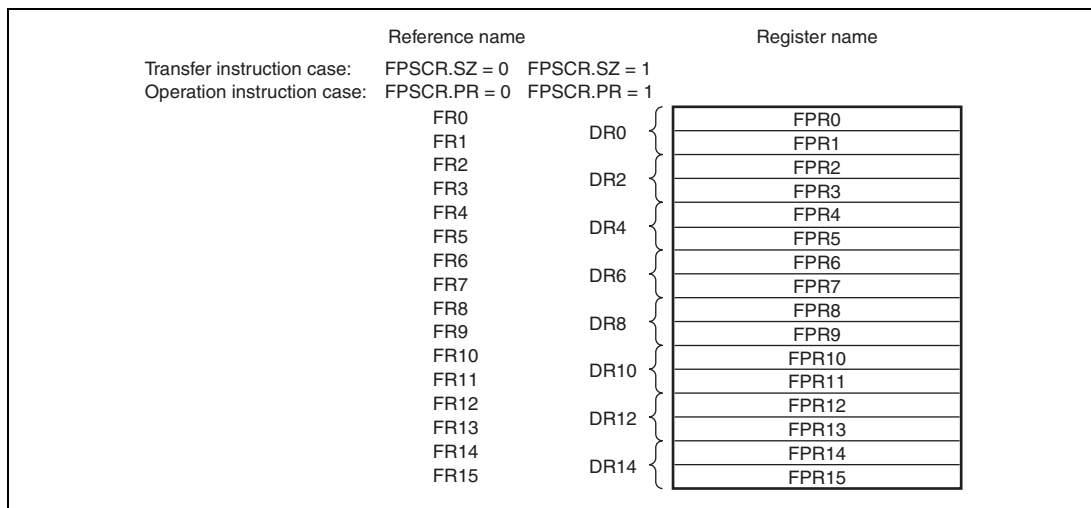 Reference name Register name
Transfer instruction case: FPSCR.SZ = 0 FPSCR.SZ = 1
Operation instruction case: FPSCR.PR = 0 FPSCR.PR = 1
FR0 DR0 FPR0
FR1 FPR1
FR2 DR2 FPR2
FR3 FPR3
FR4 DR4 FPR4
FR5 FPR5
FR6 DR6 FPR6
FR7 FPR7
FR8 DR8 FPR8
FR9 FPR9
FR10 DR10 FPR10
FR11 FPR11
FR12 DR12 FPR12
FR13 FPR13
FR14 DR14 FPR14
FR15 FPR15